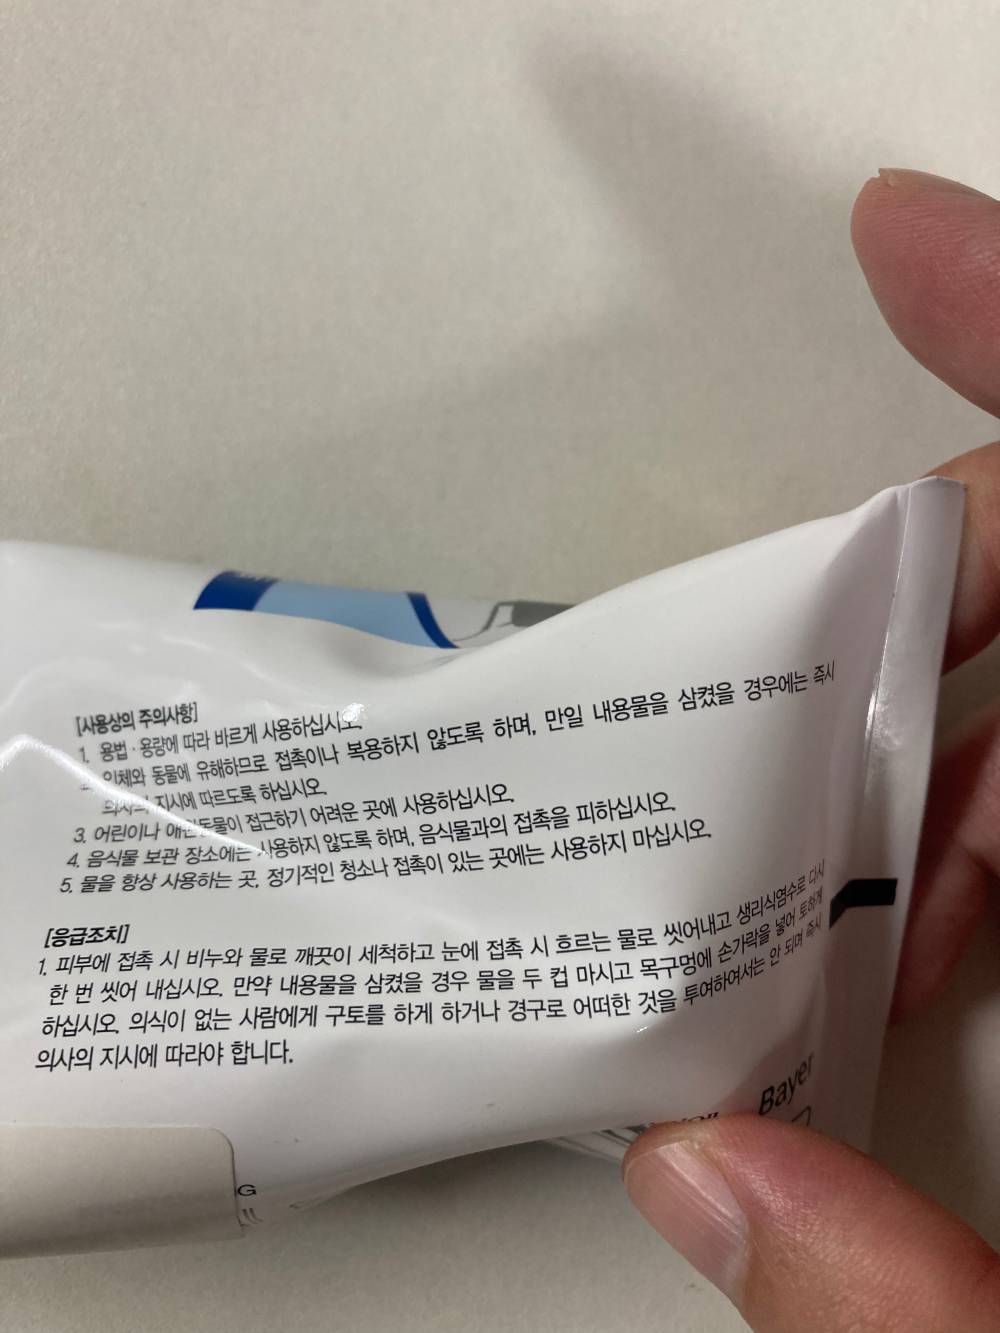 [사용상의 주의사항]
1. 용법 · 용량에 따라 바르게 사용하십시오.
2. 인체와 동물에 유해하므로 접촉이나 복용하지 않도록 하며, 만일 내용물을 삼켰을 경우에는 즉시
의사의 지시에 따르도록 하십시오.
3. 어린이나 애완동물이 접근하기 어려운 곳에 사용하십시오.
4. 음식물 보관 장소에는 사용하지 않도록 하며, 음식물과의 접촉을 피하십시오.
5. 물을 항상 사용하는 곳, 정기적인 청소나 접촉이 있는 곳에는 사용하지 마십시오.
[응급조치]
1. 피부에 접촉 시 비누와 물로 깨끗이 세척하고 눈에 접촉 시 흐르는 물로 씻어내고 생리식염수로 다시
한 번 씻어 내십시오. 만약 내용물을 삼켰을 경우 물을 두 컵 마시고 목구멍에 손가락을 넣어 토하게
하십시오. 의식이 없는 사람에게 구토를 하게 하거나 경구로 어떠한 것을 투여하여서는 안 되며 즉시
의사의 지시에 따라야 합니다.
Bayer
G